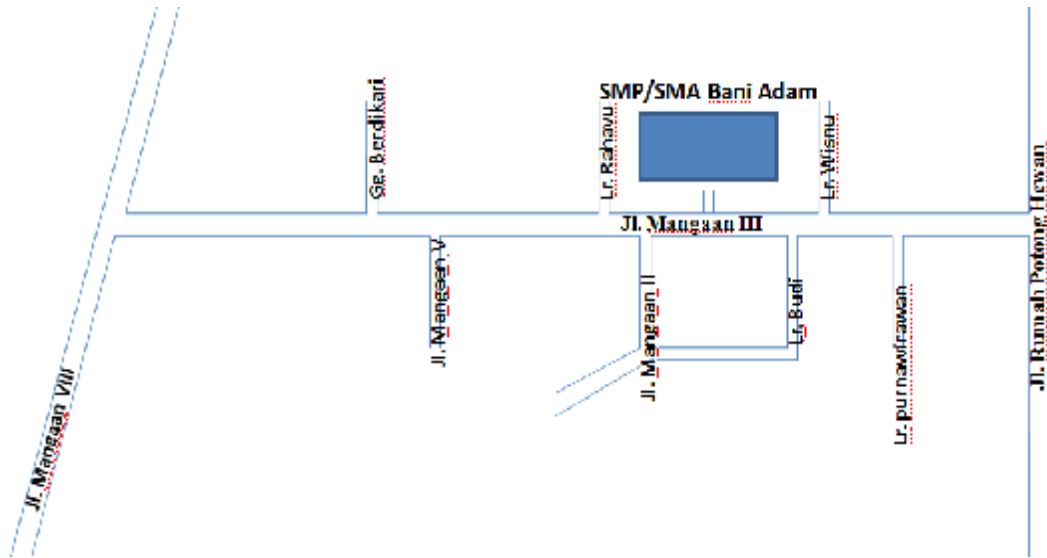 SMP/SMA Bani Adam
Gg. Berdikari
Lr. Rahayu
Lr. Wisnu
Jl. Mangaan III
Jl. Rumah Potong Hewan
Jl. Mangaan V
Jl. Mangaan II
Lr. Budi
Lr. purnawirawan
Jl. Mangaan VIII